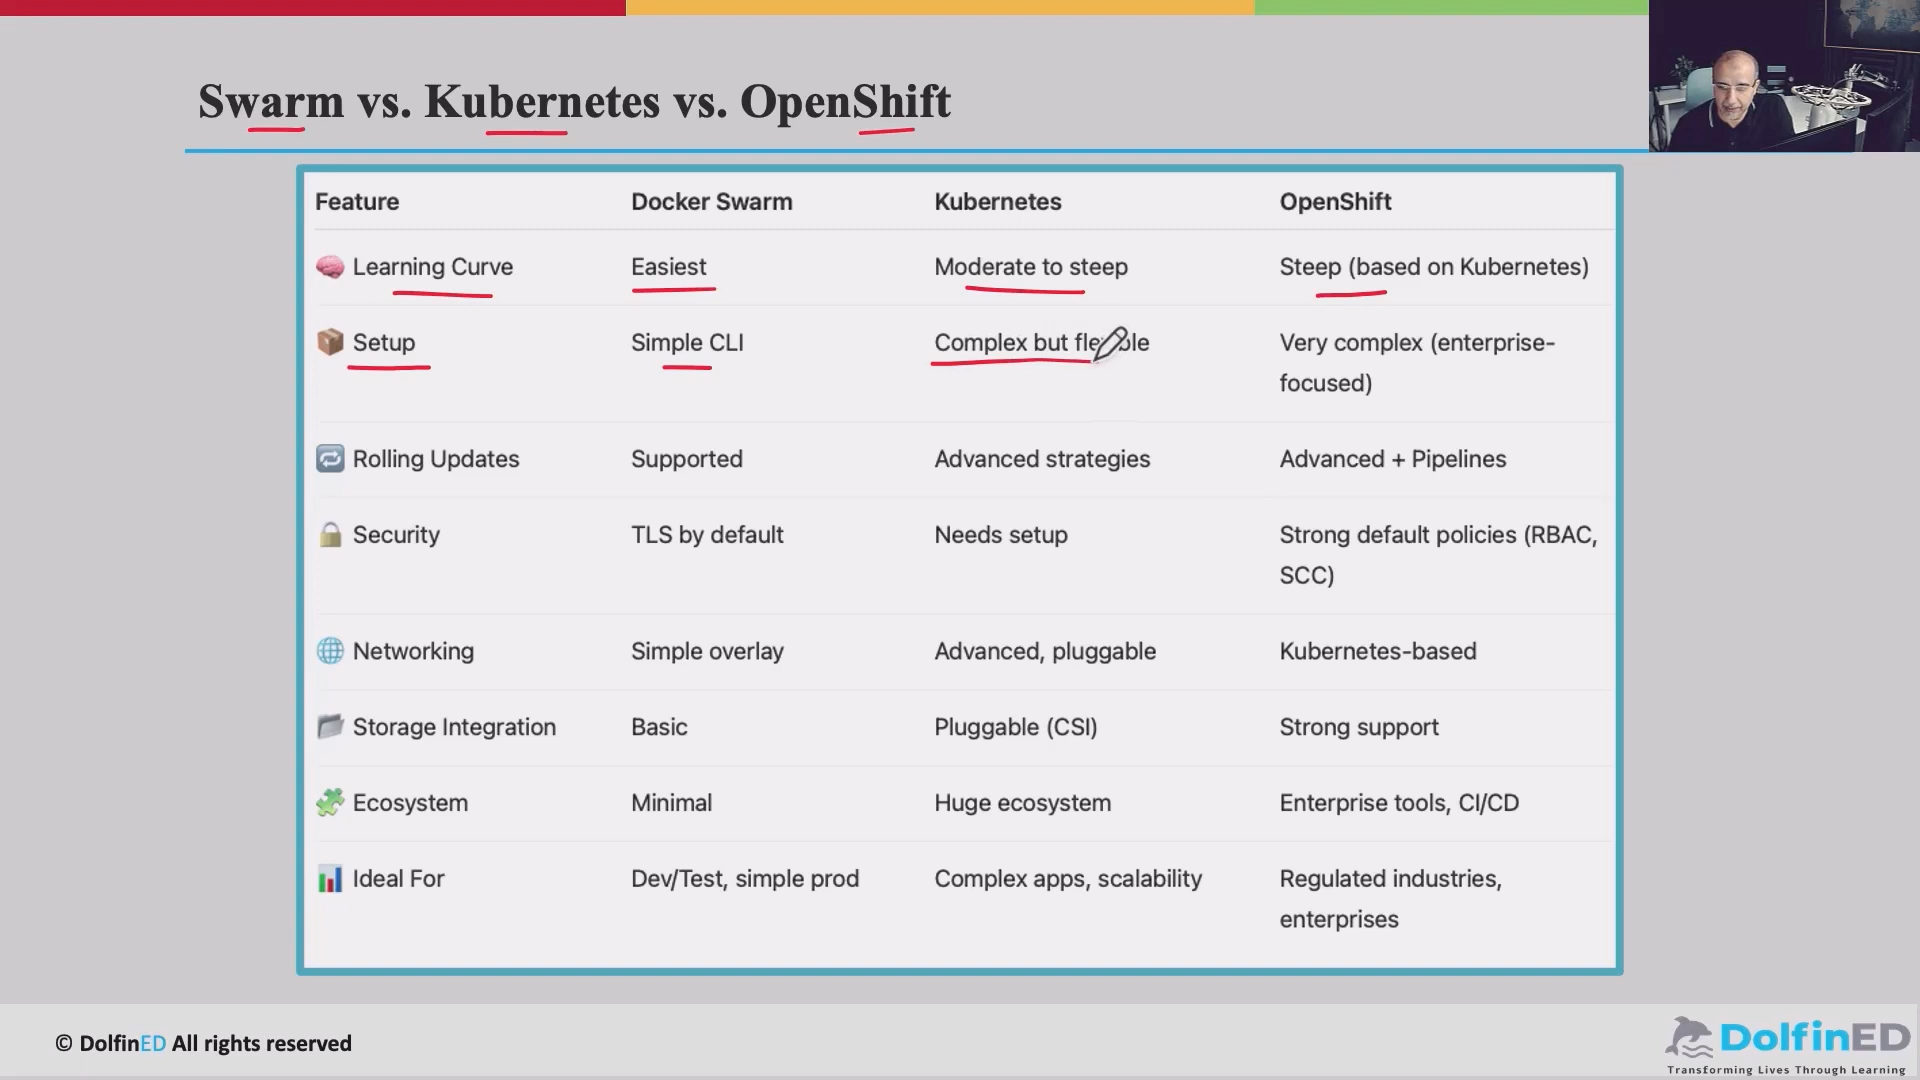 Swarm vs. Kubernetes vs. OpenShift
Feature Docker Swarm Kubernetes OpenShift
Learning Curve Easiest Moderate to steep Steep (based on Kubernetes)
Setup Simple CLI Complex but flexible Very complex (enterprise-
focused)
Rolling Updates Supported Advanced strategies Advanced + Pipelines
Security TLS by default Needs setup Strong default policies (RBAC,
SCC)
Networking Simple overlay Advanced, pluggable Kubernetes-based
Storage Integration Basic Pluggable (CSI) Strong support
Ecosystem Minimal Huge ecosystem Enterprise tools, CI/CD
Ideal For Dev/Test, simple prod Complex apps, scalability Regulated industries,
enterprises
© DolfinED All rights reserved
DolfinED
Transforming Lives Through Learning